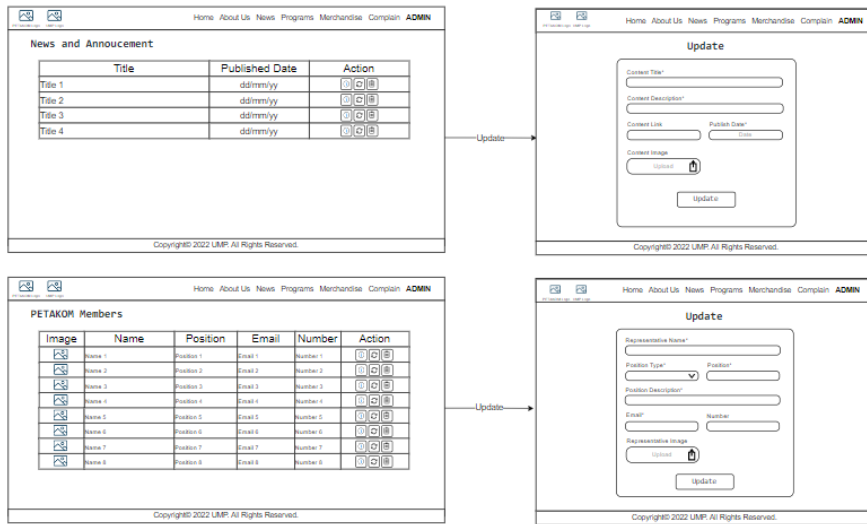 PETAKOM Logo UMP Logo
Home About Us News Programs Merchandise Complain ADMIN
News and Annoucement
Title Published Date Action
Title 1 dd/mm/yy
Title 2 dd/mm/yy
Title 3 dd/mm/yy
Title 4 dd/mm/yy
Copyright© 2022 UMP. All Rights Reserved.
Update
PETAKOM Logo UMP Logo
Home About Us News Programs Merchandise Complain ADMIN
Update
Content Title*
Content Description*
Content Link Publish Date*
Date
Content Image
Upload
Update
Copyright© 2022 UMP. All Rights Reserved.
PETAKOM Logo UMP Logo
Home About Us News Programs Merchandise Complain ADMIN
PETAKOM Members
Image Name Position Email Number Action
Name 1 Position 1 Email 1 Number 1
Name 2 Position 2 Email 2 Number 2
Name 3 Position 3 Email 3 Number 3
Name 4 Position 4 Email 4 Number 4
Name 5 Position 5 Email 5 Number 5
Name 6 Position 6 Email 6 Number 6
Name 7 Position 7 Email 7 Number 7
Name 8 Position 8 Email 8 Number 8
Copyright© 2022 UMP. All Rights Reserved.
Update
PETAKOM Logo UMP Logo
Home About Us News Programs Merchandise Complain ADMIN
Update
Representative Name*
Position Type* Position*
Position Description*
Email* Number
Representative Image
Upload
Update
Copyright© 2022 UMP. All Rights Reserved.